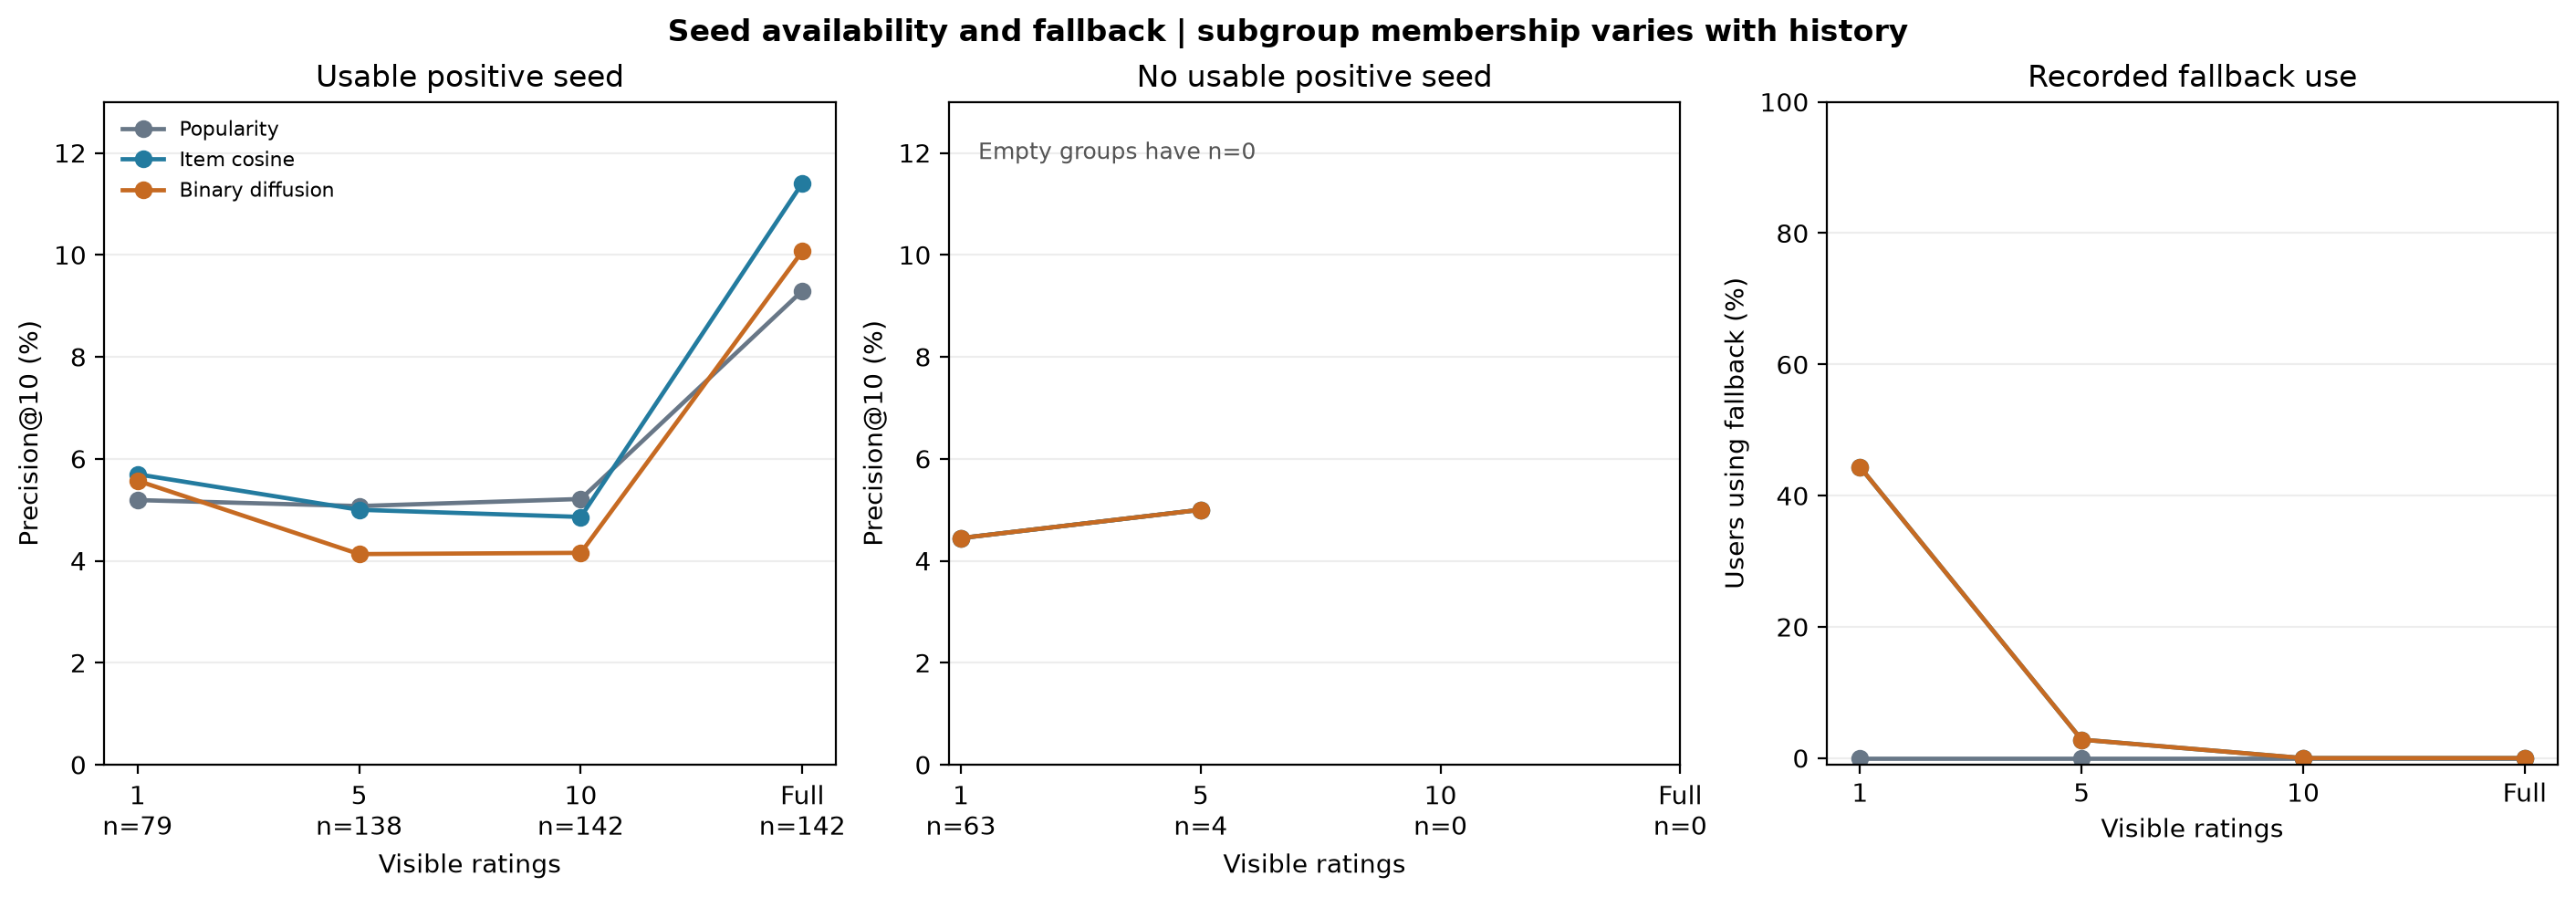 Seed availability and fallback | subgroup membership varies with history
Usable positive seed
Precision@10 (%)
12
10
8
6
4
2
0
Popularity
Item cosine
Binary diffusion
1
5
10
Full
n=79
n=138
n=142
n=142
Visible ratings
No usable positive seed
Precision@10 (%)
12
10
8
6
4
2
0
Empty groups have n=0
1
5
10
Full
n=63
n=4
n=0
n=0
Visible ratings
Recorded fallback use
Users using fallback (%)
100
80
60
40
20
0
1
5
10
Full
Visible ratings